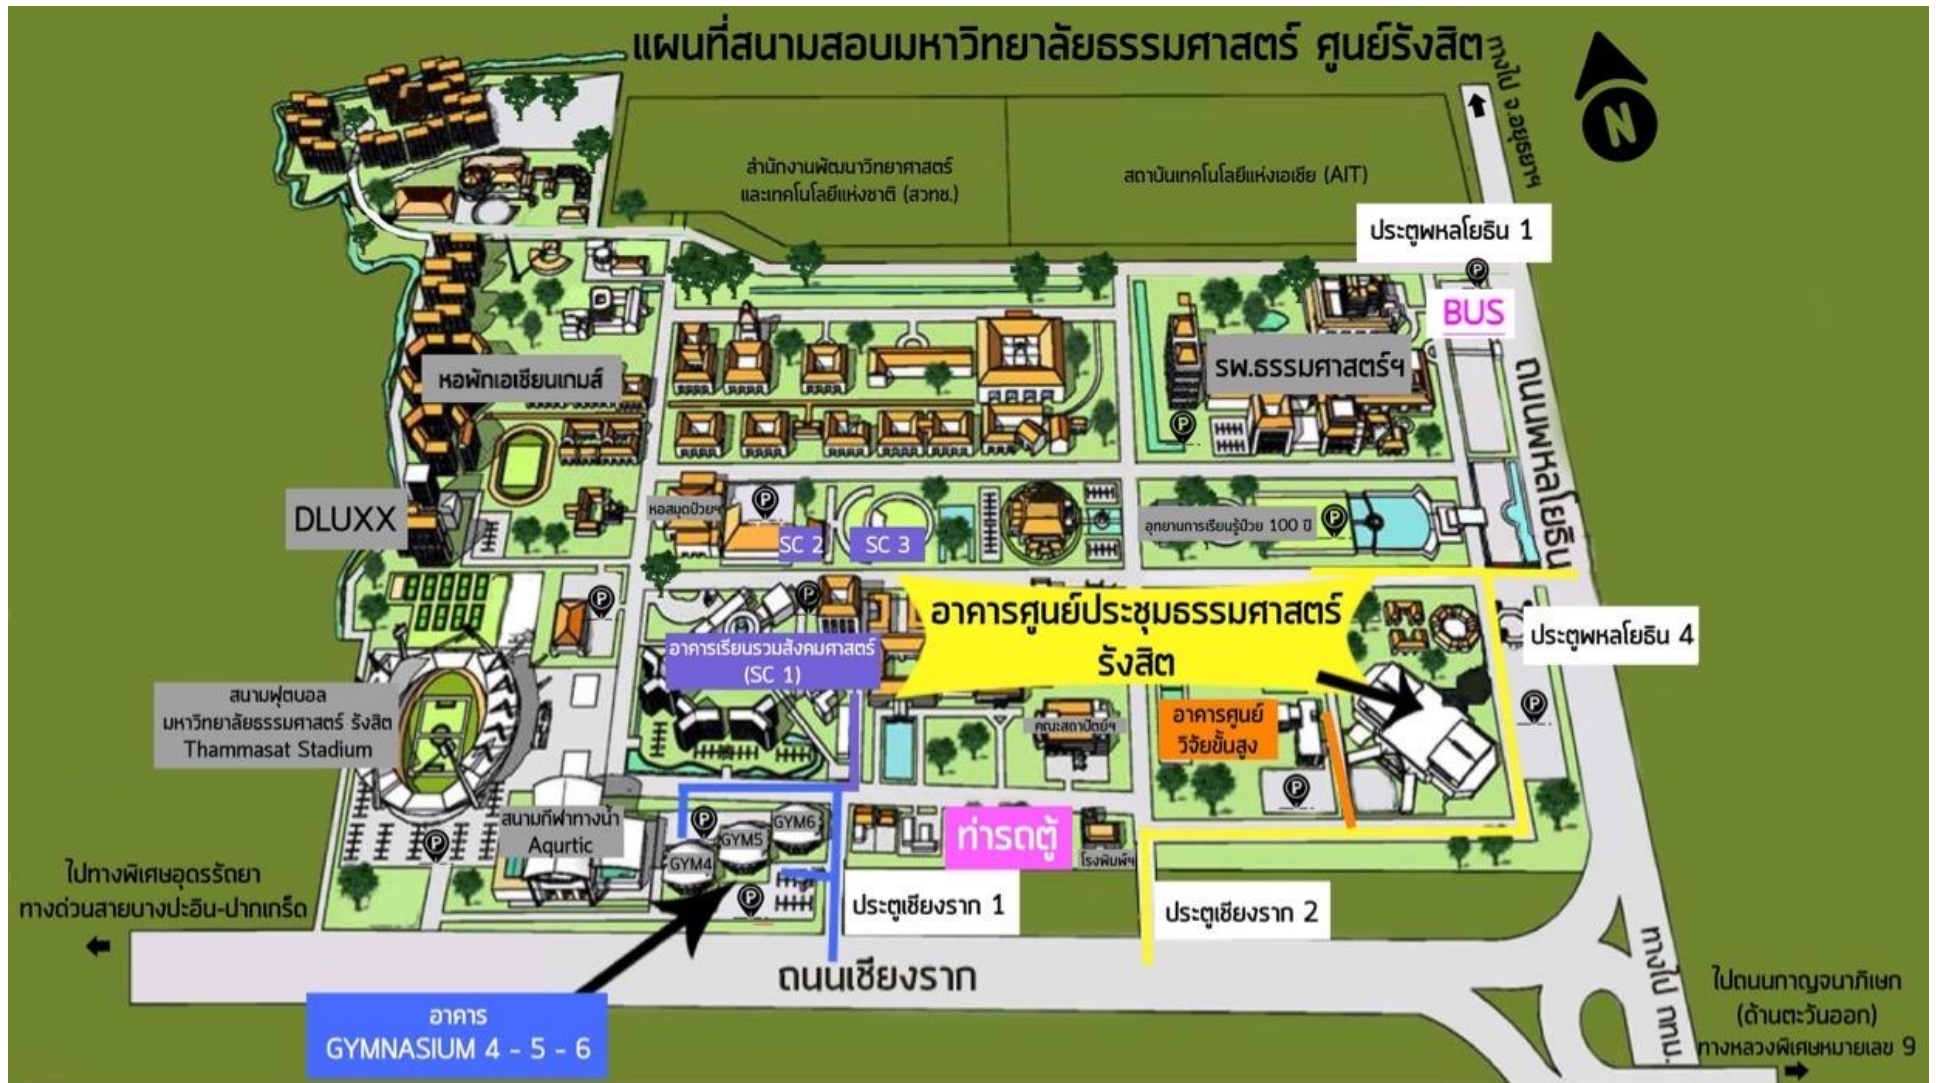 แผนที่สนามสอบมหาวิทยาลัยธรรมศาสตร์ ศูนย์รังสิต
ทางไป จ.อยุธยาฯ
N
สำนักงานพัฒนาวิทยาศาสตร์
และเทคโนโลยีแห่งชาติ (สวทช.)
สถาบันเทคโนโลยีแห่งเอเชีย (AIT)
ประตูพหลโยธิน 1
P
BUS
หอพักเอเชียนเกมส์
รพ.ธรรมศาสตร์ฯ
P
ถนนพหลโยธิน
DLUXX
หอสมุดป๋วยฯ
P
SC 2
SC 3
อุทยานการเรียนรู้ป๋วย 100 ปี
P
P
P
อาคารศูนย์ประชุมธรรมศาสตร์
รังสิต
ประตูพหลโยธิน 4
อาคารเรียนรวมสังคมศาสตร์
(SC 1)
สนามฟุตบอล
มหาวิทยาลัยธรรมศาสตร์ รังสิต
Thammasat Stadium
คณะสถาปัตย์ฯ
อาคารศูนย์
วิจัยขั้นสูง
P
P
สนามกีฬาทางน้ำ
Aqurtic
P
P
GYM4
GYM5
GYM6
ท่ารถตู้
โรงพิมพ์ฯ
P
ไปทางพิเศษอุดรรัถยา
ทางด่วนสายบางปะอิน-ปากเกร็ด
ประตูเชียงราก 1
ประตูเชียงราก 2
ถนนเชียงราก
ทางไป กทม.
ไปถนนกาญจนาภิเษก
(ด้านตะวันออก)
ทางหลวงพิเศษหมายเลข 9
อาคาร
GYMNASIUM 4 - 5 - 6